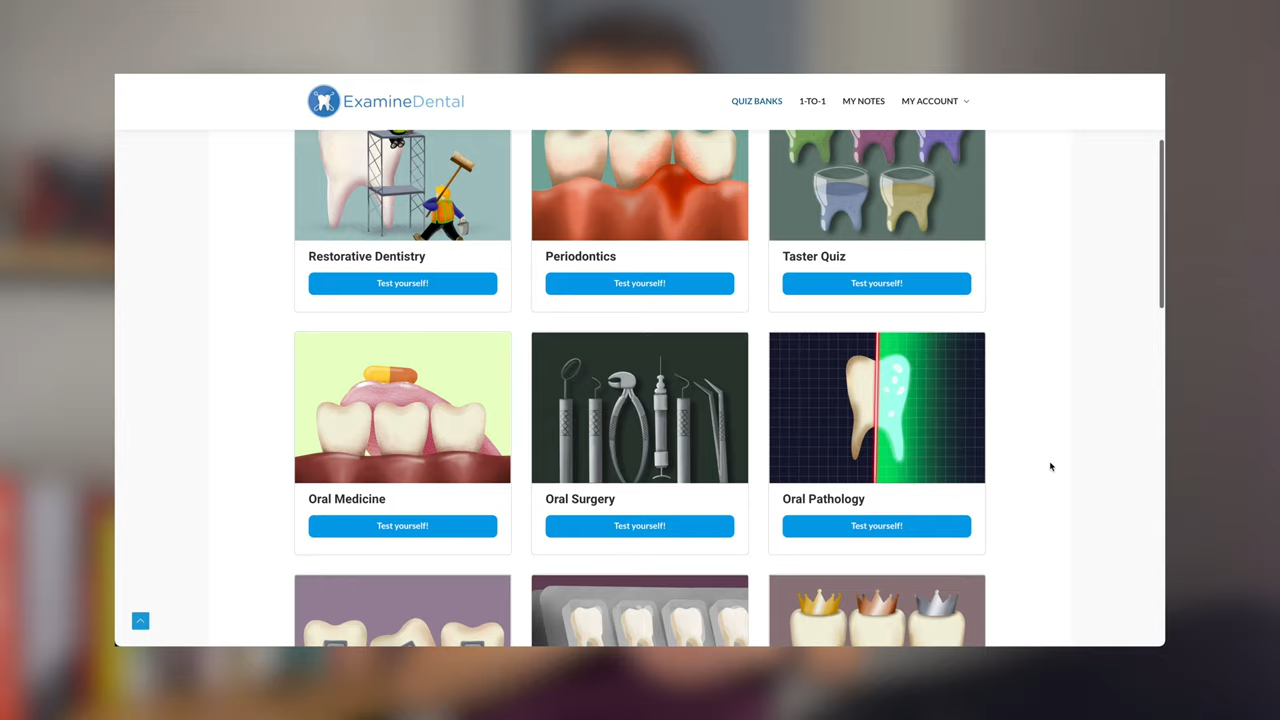 ExamineDental
QUIZ BANKS
1-TO-1
MY NOTES
MY ACCOUNT
Restorative Dentistry
Periodontics
Taster Quiz
Test yourself!
Test yourself!
Test yourself!
Oral Medicine
Oral Surgery
Oral Pathology
Test yourself!
Test yourself!
Test yourself!